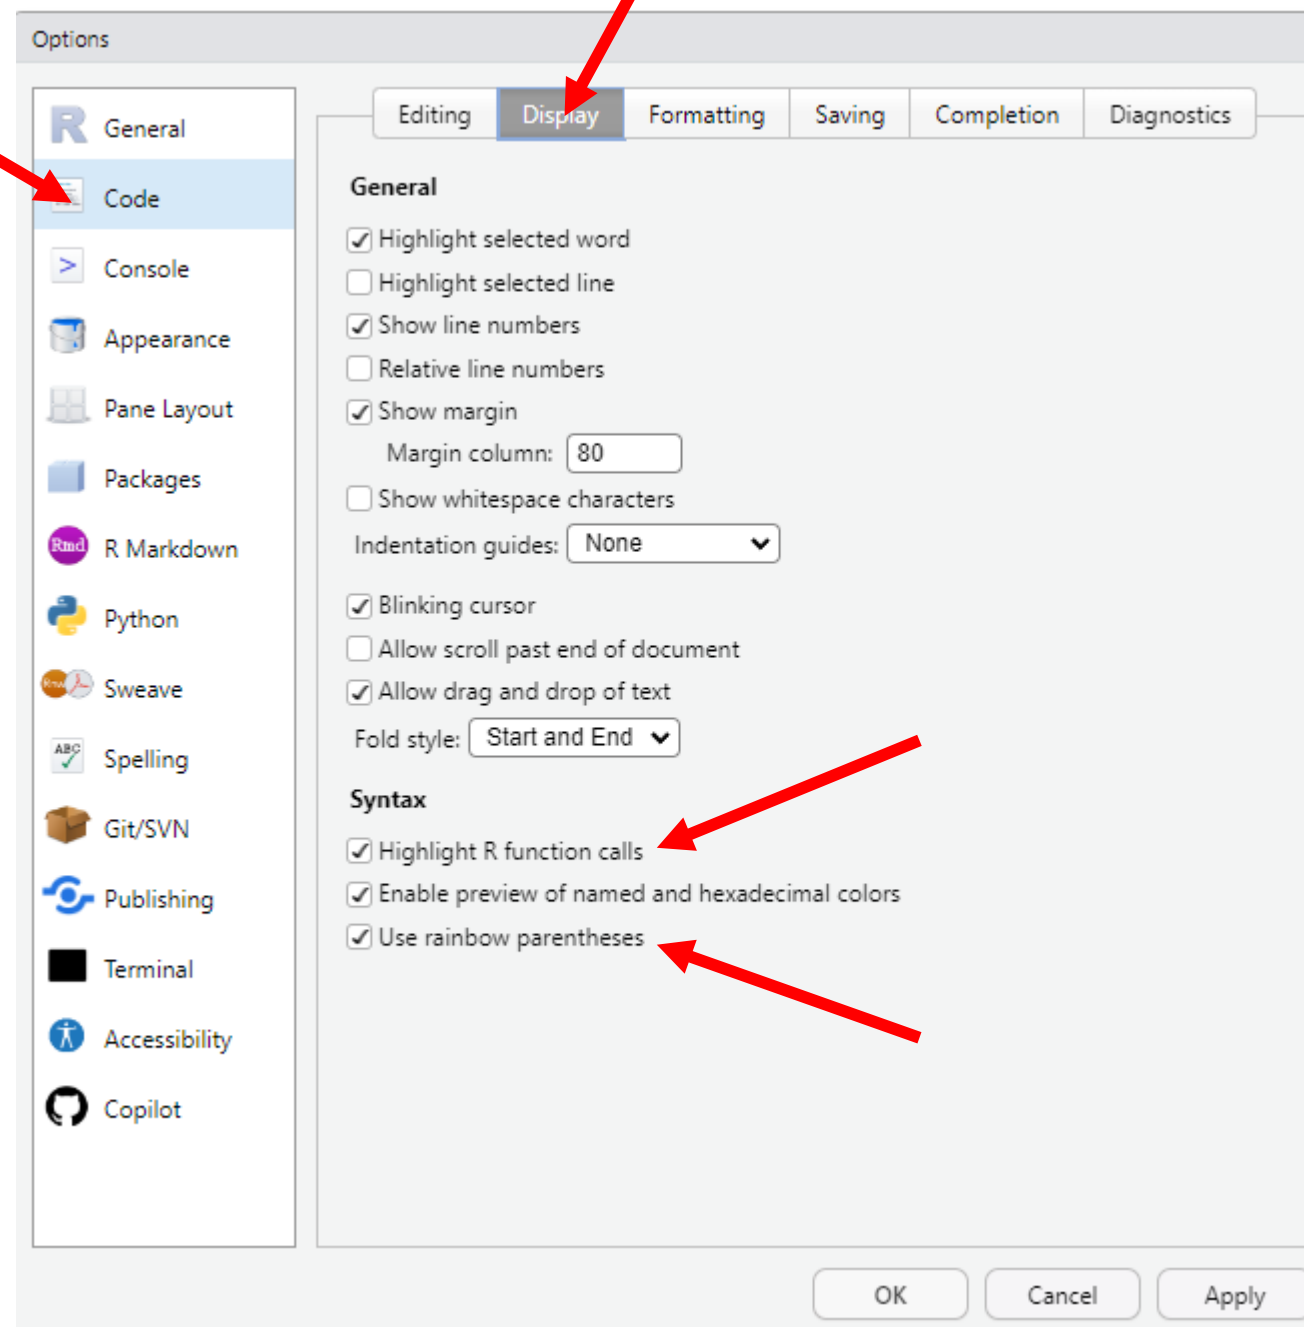 Options
General
Code
Console
Appearance
Pane Layout
Packages
Rmd R Markdown
Python
Sweave
ABC Spelling
Git/SVN
Publishing
Terminal
Accessibility
Copilot
Editing Display Formatting Saving Completion Diagnostics
General
Highlight selected word
Highlight selected line
Show line numbers
Relative line numbers
Show margin
Margin column: 80
Show whitespace characters
Indentation guides: None
Blinking cursor
Allow scroll past end of document
Allow drag and drop of text
Fold style: Start and End
Syntax
Highlight R function calls
Enable preview of named and hexadecimal colors
Use rainbow parentheses
OK Cancel Apply